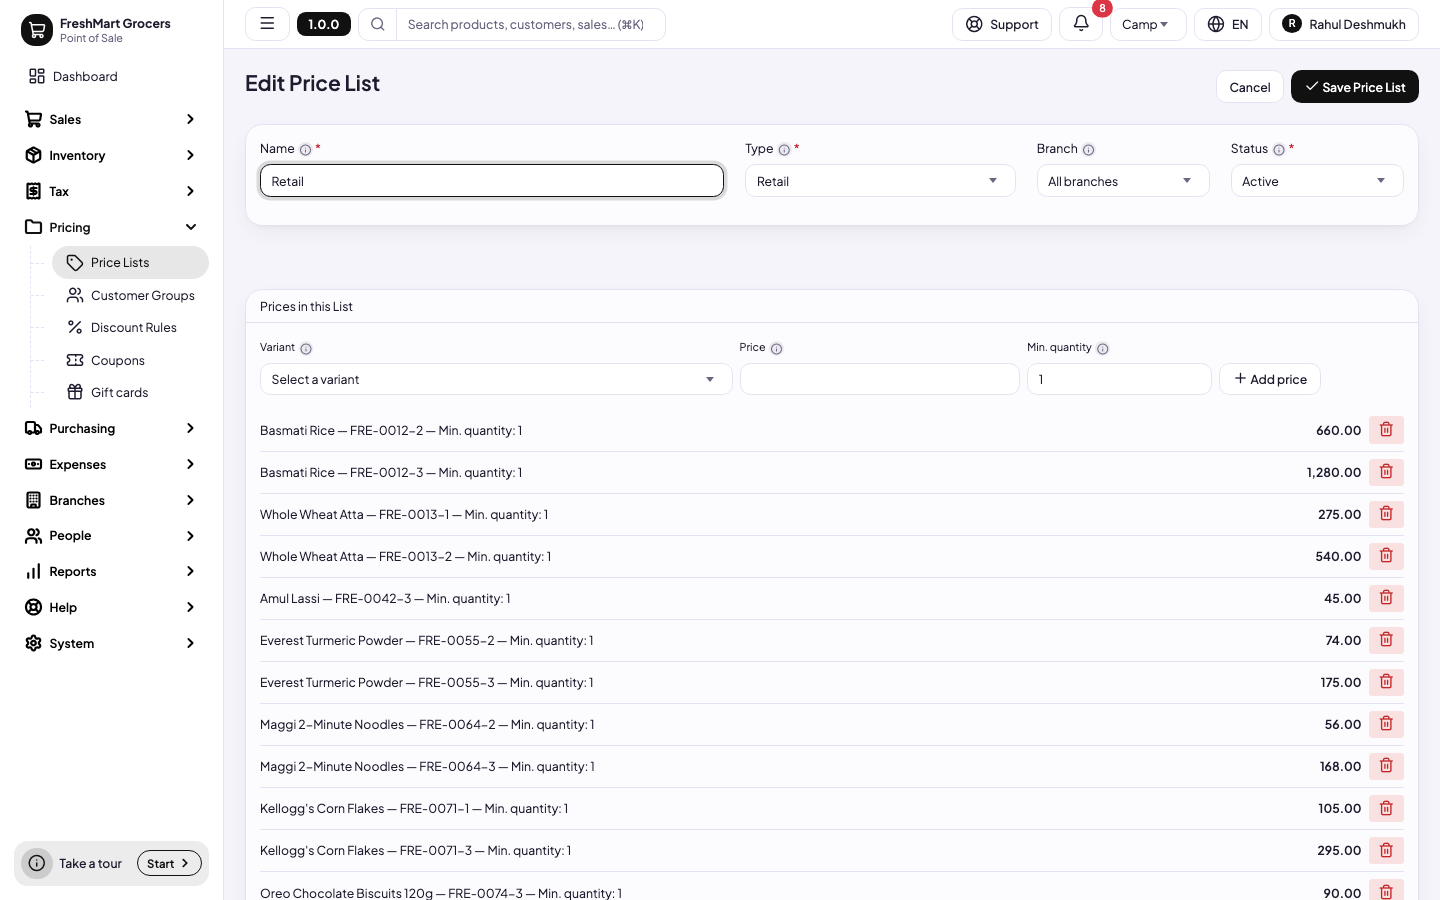 FreshMart Grocers
Point of Sale
1.0.0
Search products, customers, sales... (⌘K)
Support
8
Camp
EN
R
Rahul Deshmukh
Dashboard
Sales
Inventory
Tax
Pricing
Price Lists
Customer Groups
Discount Rules
Coupons
Gift cards
Purchasing
Expenses
Branches
People
Reports
Help
System
Take a tour
Start
Edit Price List
Cancel
Save Price List
Name *
Type *
Branch
Status *
Retail
Retail
All branches
Active
Prices in this List
Variant
Price
Min. quantity
Select a variant
1
Add price
Basmati Rice — FRE-0012-2 — Min. quantity: 1 660.00
Basmati Rice — FRE-0012-3 — Min. quantity: 1 1,280.00
Whole Wheat Atta — FRE-0013-1 — Min. quantity: 1 275.00
Whole Wheat Atta — FRE-0013-2 — Min. quantity: 1 540.00
Amul Lassi — FRE-0042-3 — Min. quantity: 1 45.00
Everest Turmeric Powder — FRE-0055-2 — Min. quantity: 1 74.00
Everest Turmeric Powder — FRE-0055-3 — Min. quantity: 1 175.00
Maggi 2-Minute Noodles — FRE-0064-2 — Min. quantity: 1 56.00
Maggi 2-Minute Noodles — FRE-0064-3 — Min. quantity: 1 168.00
Kellogg's Corn Flakes — FRE-0071-1 — Min. quantity: 1 105.00
Kellogg's Corn Flakes — FRE-0071-3 — Min. quantity: 1 295.00
Oreo Chocolate Biscuits 120g — FRE-0074-3 — Min. quantity: 1 90.00